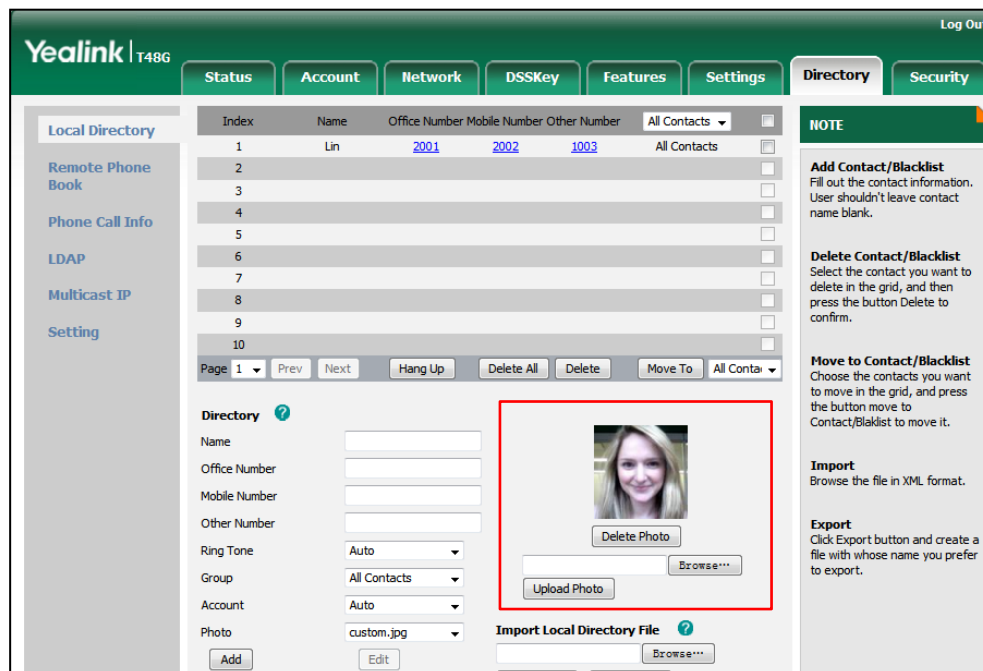 Log Out
Yealink T48G
Status Account Network DSSKey Features Settings Directory Security
Local Directory
Remote Phone
Book
Phone Call Info
LDAP
Multicast IP
Setting
Index Name Office Number Mobile Number Other Number All Contacts
1 Lin 2001 2002 1003 All Contacts
2
3
4
5
6
7
8
9
10
Page 1 Prev Next Hang Up Delete All Delete Move To All Contac
Directory ?
Name
Office Number
Mobile Number
Other Number
Ring Tone Auto
Group All Contacts
Account Auto
Photo custom.jpg
Add Edit
Delete Photo
Browse...
Upload Photo
Import Local Directory File ?
Browse...
NOTE
Add Contact/Blacklist
Fill out the contact information.
User shouldn't leave contact
name blank.
Delete Contact/Blacklist
Select the contact you want to
delete in the grid, and then
press the button Delete to
confirm.
Move to Contact/Blacklist
Choose the contacts you want
to move in the grid, and press
the button move to
Contact/Blaklist to move it.
Import
Browse the file in XML format.
Export
Click Export button and create a
file with whose name you prefer
to export.